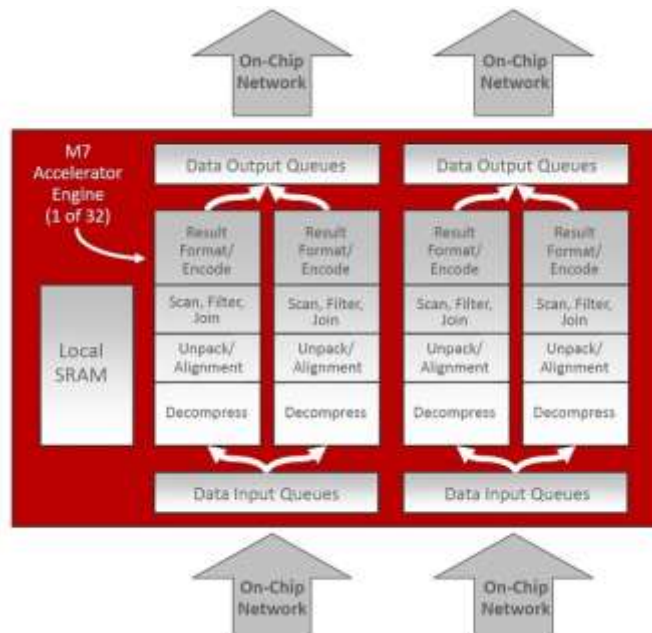 On-Chip
Network
On-Chip
Network
M7
Accelerator
Engine
(1 of 32)
Data Output Queues
Data Output Queues
Result
Format/
Encode
Result
Format/
Encode
Result
Format/
Encode
Result
Format/
Encode
Scan, Filter,
Join
Scan, Filter,
Join
Scan, Filter,
Join
Scan, Filter,
Join
Local
SRAM
Unpack/
Alignment
Unpack/
Alignment
Unpack/
Alignment
Unpack/
Alignment
Decompress
Decompress
Decompress
Decompress
Data Input Queues
Data Input Queues
On-Chip
Network
On-Chip
Network